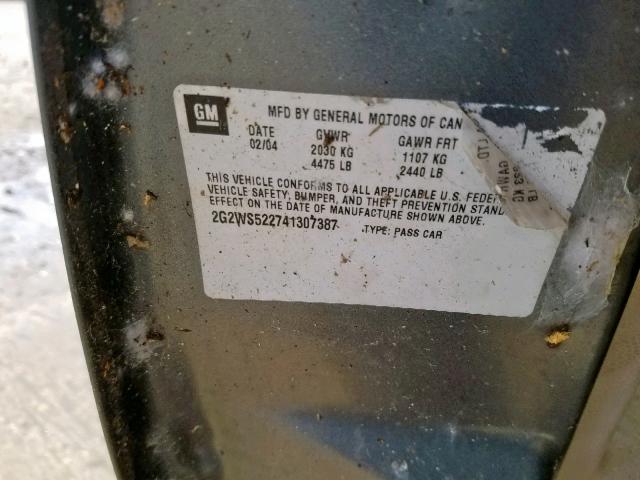 GM
MFD BY GENERAL MOTORS OF CAN
DATE GVWR GAWR FRT
02/04 2030 KG 1107 KG
4475 LB 2440 LB
THIS VEHICLE CONFORMS TO ALL APPLICABLE U.S. FEDER
VEHICLE SAFETY, BUMPER, AND THEFT PREVENTION STAND
EFFECT ON THE DATE OF MANUFACTURE SHOWN ABOVE.
2G2WS522741307387 TYPE: PASS CAR
LTD